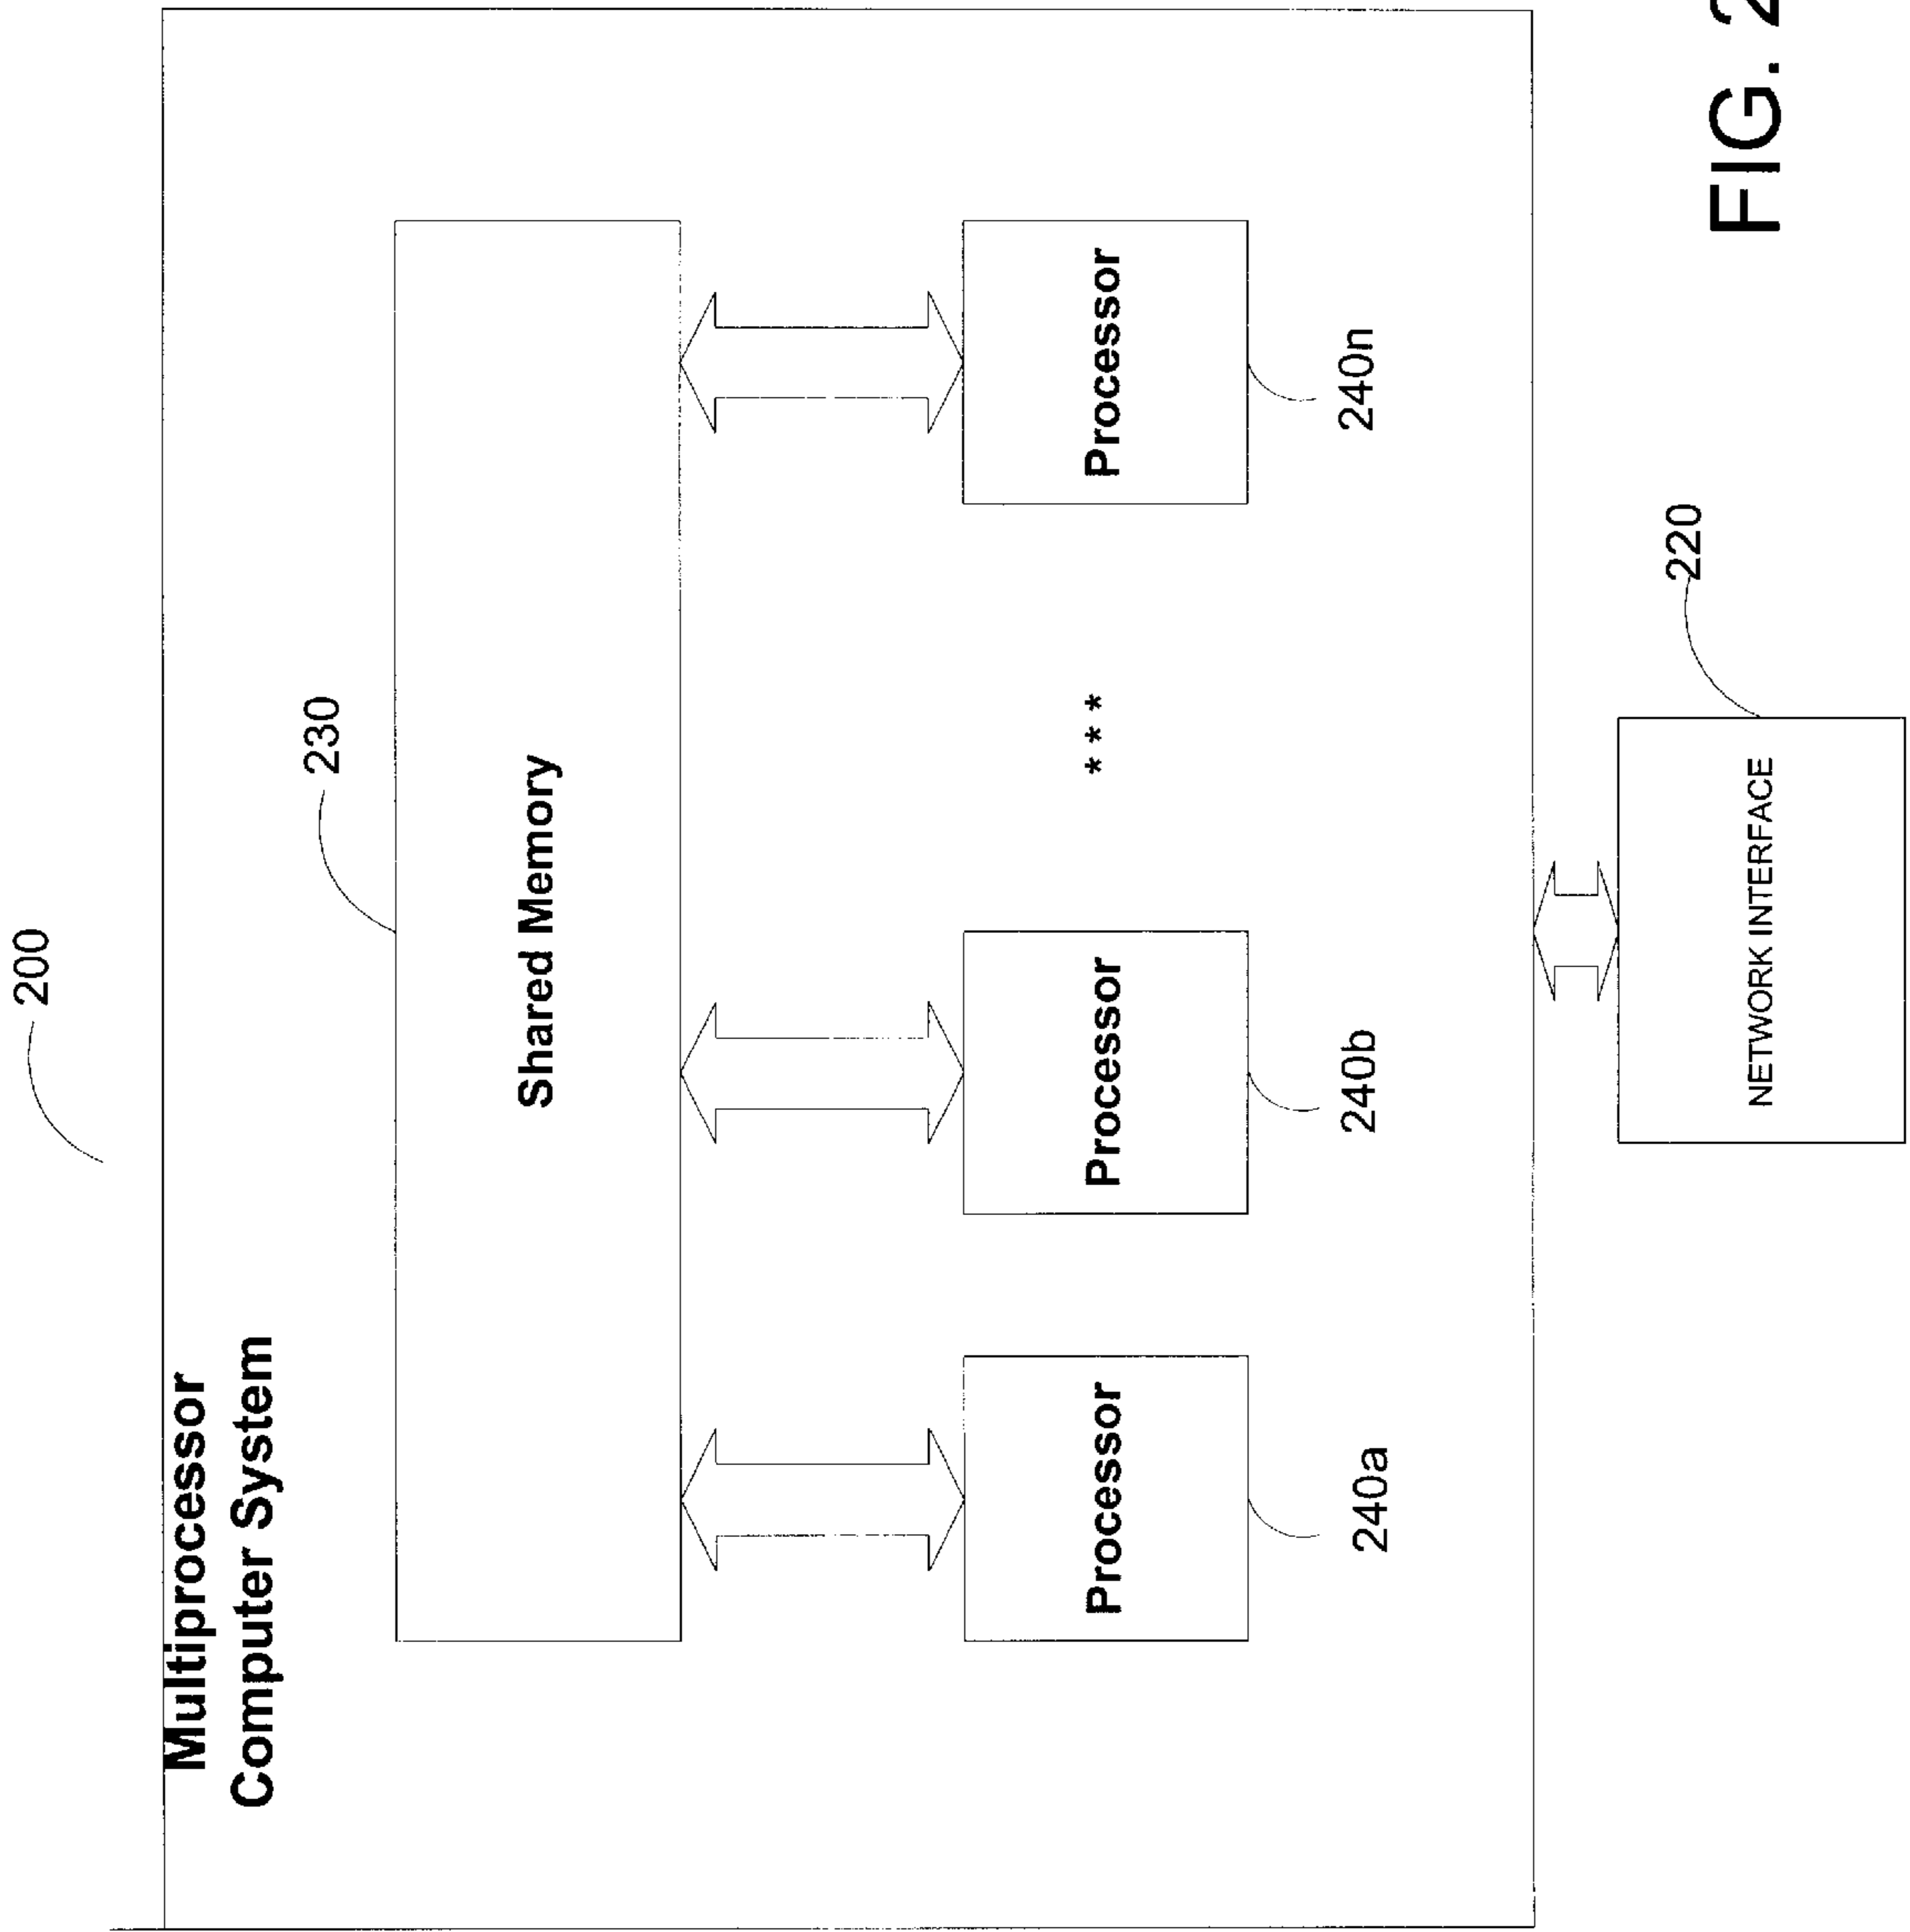 200
Multiprocessor
Computer System
230
Shared Memory
Processor
Processor
* * *
Processor
240a
240b
240n
NETWORK INTERFACE
220
FIG. 2